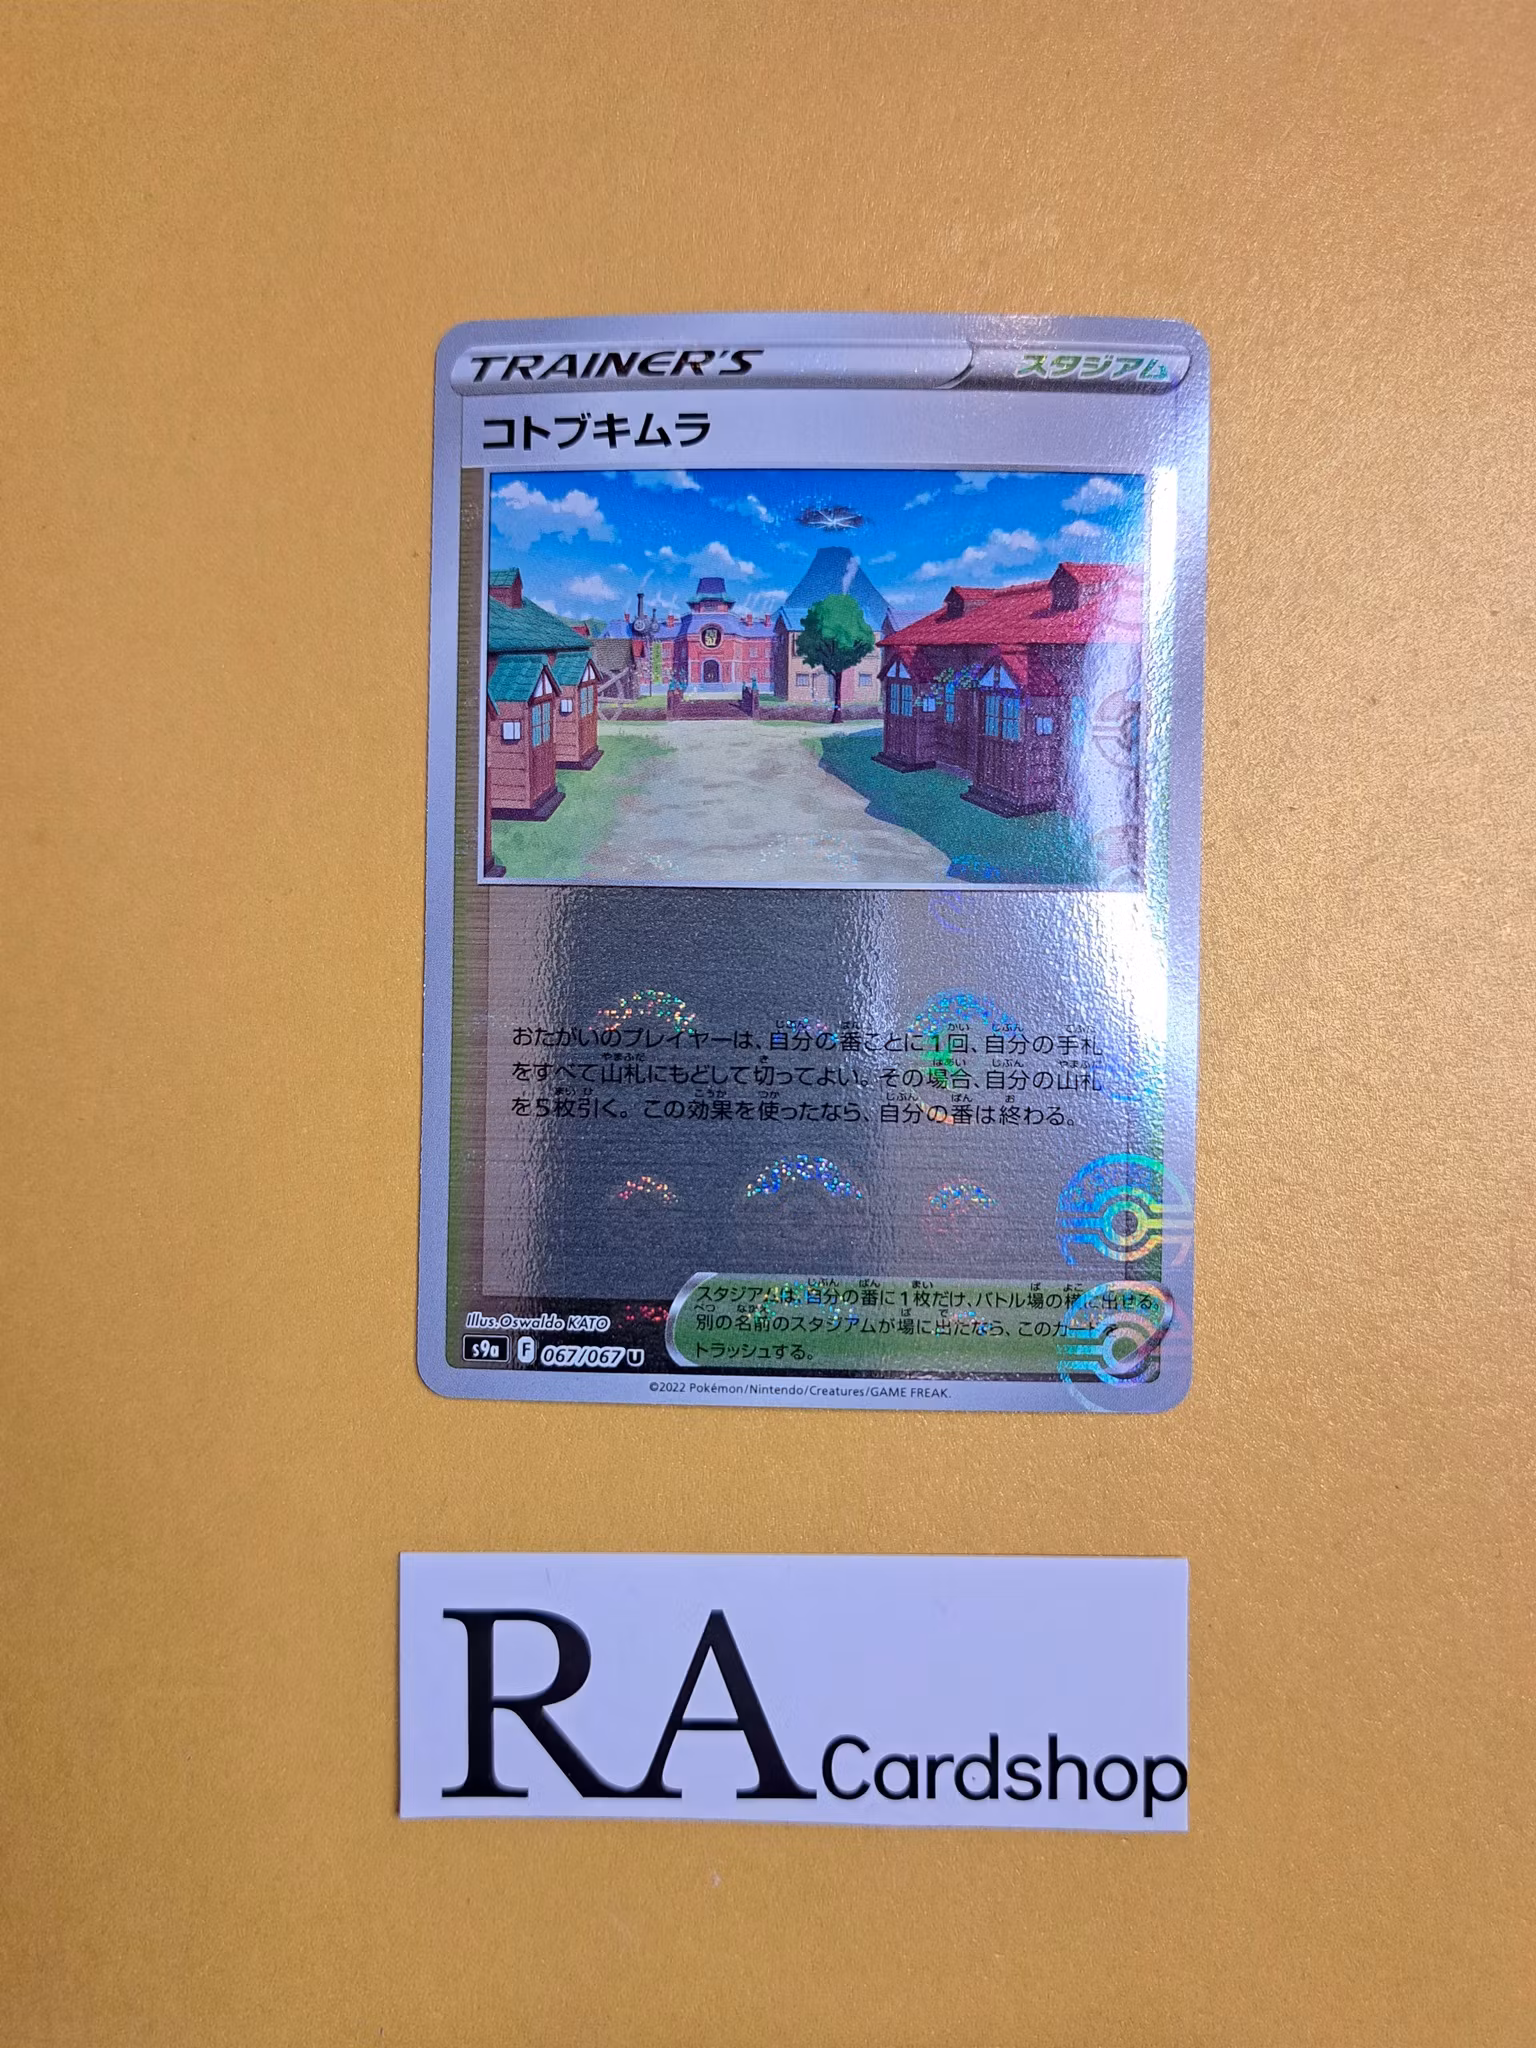 TRAINER'S スタジアム
コトブキムラ
おたがいのプレイヤーは、自分の番ごとに1回、自分の手札
をすべて山札にもどして切ってよい。その場合、自分の山札
を5枚引く。この効果を使ったなら、自分の番は終わる。
Illus.Oswaldo KATO
s9a F 067/067 U
スタジアムは、自分の番に1枚だけ、バトル場の横に出せる。
別の名前のスタジアムが場に出たなら、このカードを
トラッシュする。
©2022 Pokémon/Nintendo/Creatures/GAME FREAK.
RA Cardshop